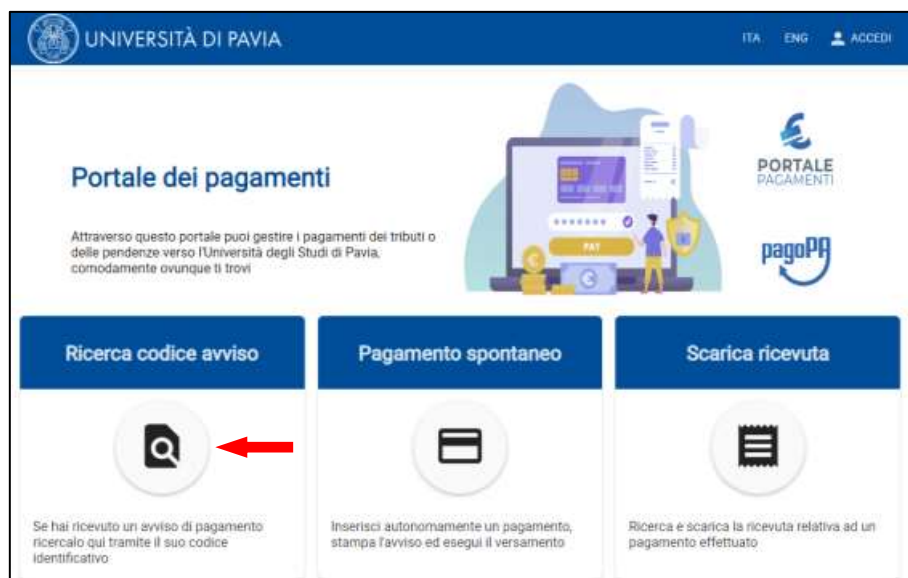 UNIVERSITÀ DI PAVIA
ITA ENG ACCEDI
Portale dei pagamenti
Attraverso questo portale puoi gestire i pagamenti dei tributi o
delle pendenze verso l'Università degli Studi di Pavia,
comodamente ovunque ti trovi
PAY
PORTALE
PAGAMENTI
pagoPA
Ricerca codice avviso
Pagamento spontaneo
Scarica ricevuta
Se hai ricevuto un avviso di pagamento
ricercalo qui tramite il suo codice
identificativo
Inserisci autonomamente un pagamento,
stampa l'avviso ed esegui il versamento
Ricerca e scarica la ricevuta relativa ad un
pagamento effettuato